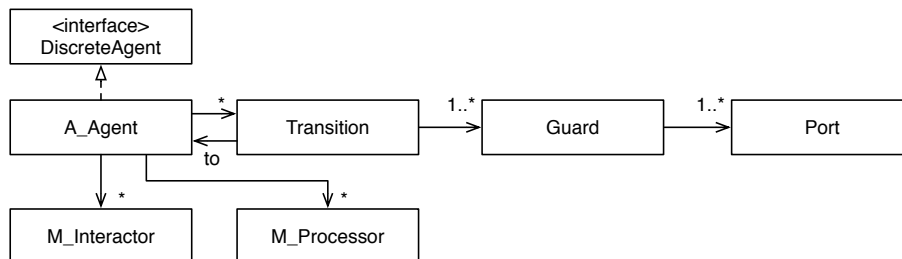 <interface>
DiscreteAgent
A_Agent
*
to
Transition
1..*
Guard
1..*
Port
*
M_Interactor
*
M_Processor